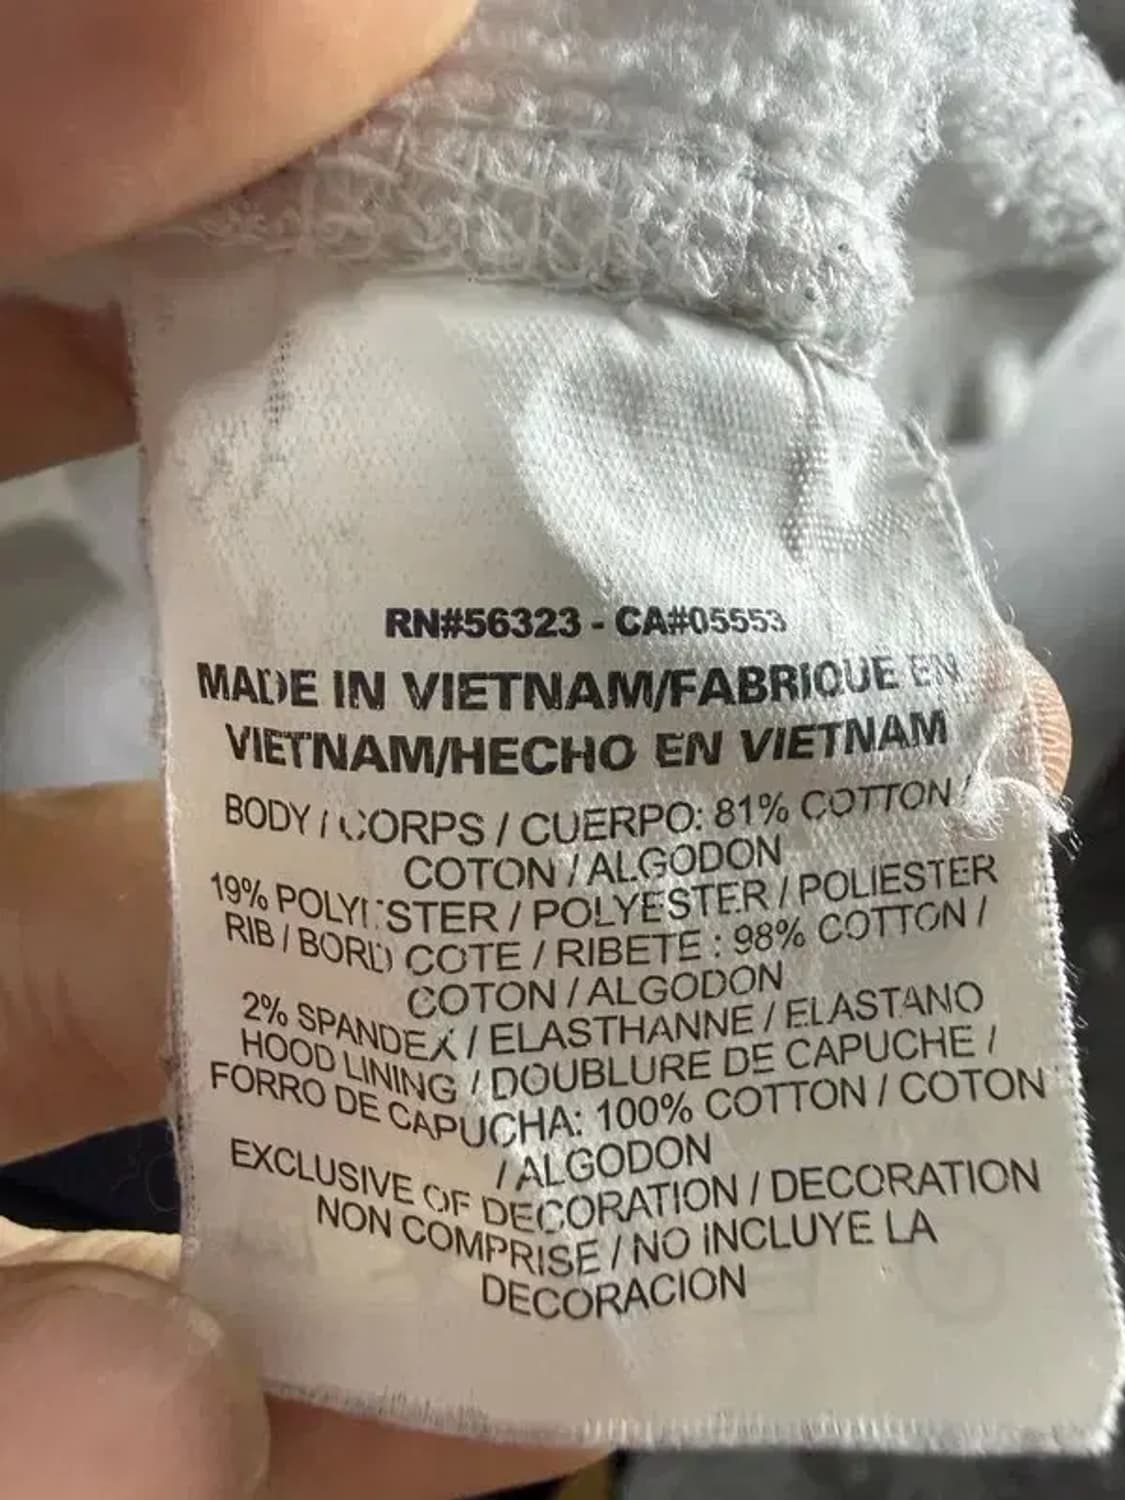 RN#56323 - CA#05553
MADE IN VIETNAM/FABRIQUE EN
VIETNAM/HECHO EN VIETNAM
BODY / CORPS / CUERPO: 81% COTTON /
COTON / ALGODON
19% POLYESTER / POLYESTER / POLIESTER
RIB / BORD COTE / RIBETE : 98% COTTON /
COTON / ALGODON
2% SPANDEX / ELASTHANNE / ELASTANO
HOOD LINING / DOUBLURE DE CAPUCHE /
FORRO DE CAPUCHA: 100% COTTON / COTON
/ ALGODON
EXCLUSIVE OF DECORATION / DECORATION
NON COMPRISE / NO INCLUYE LA
DECORACION